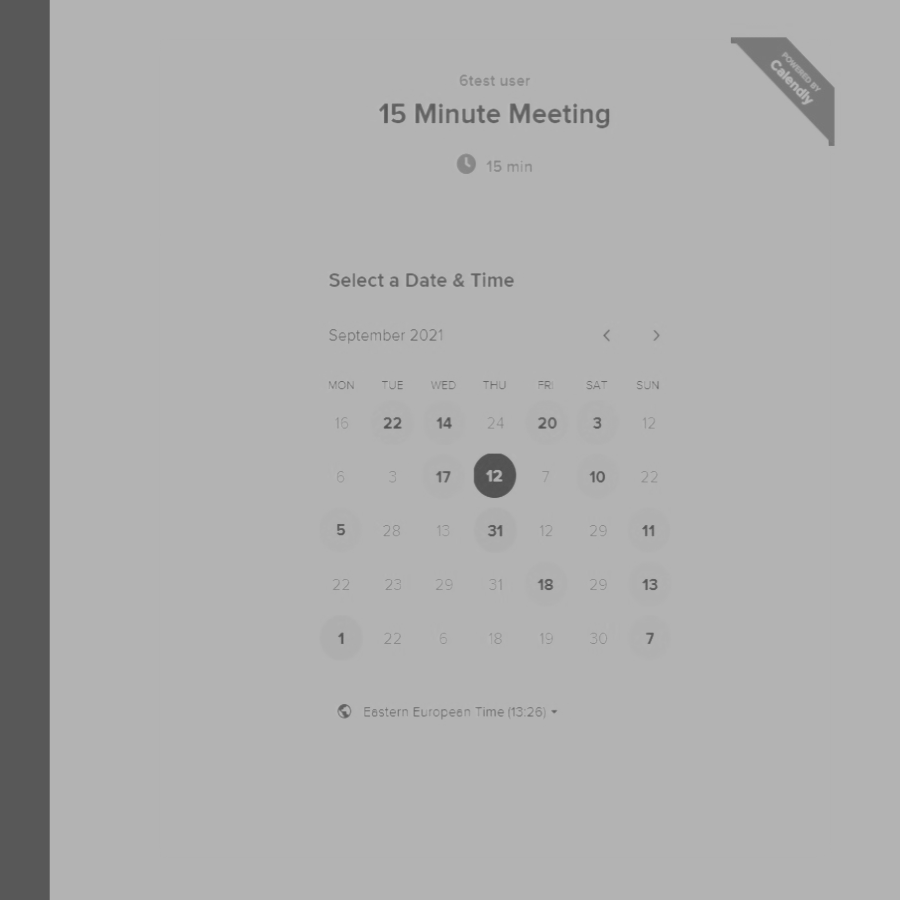 POWERED BY
Calendly
6test user
15 Minute Meeting
15 min
Select a Date & Time
September 2021
MON TUE WED THU FRI SAT SUN
16 22 14 24 20 3 12
6 3 17 12 7 10 22
5 28 13 31 12 29 11
22 23 29 31 18 29 13
1 22 6 18 19 30 7
Eastern European Time (13:26)